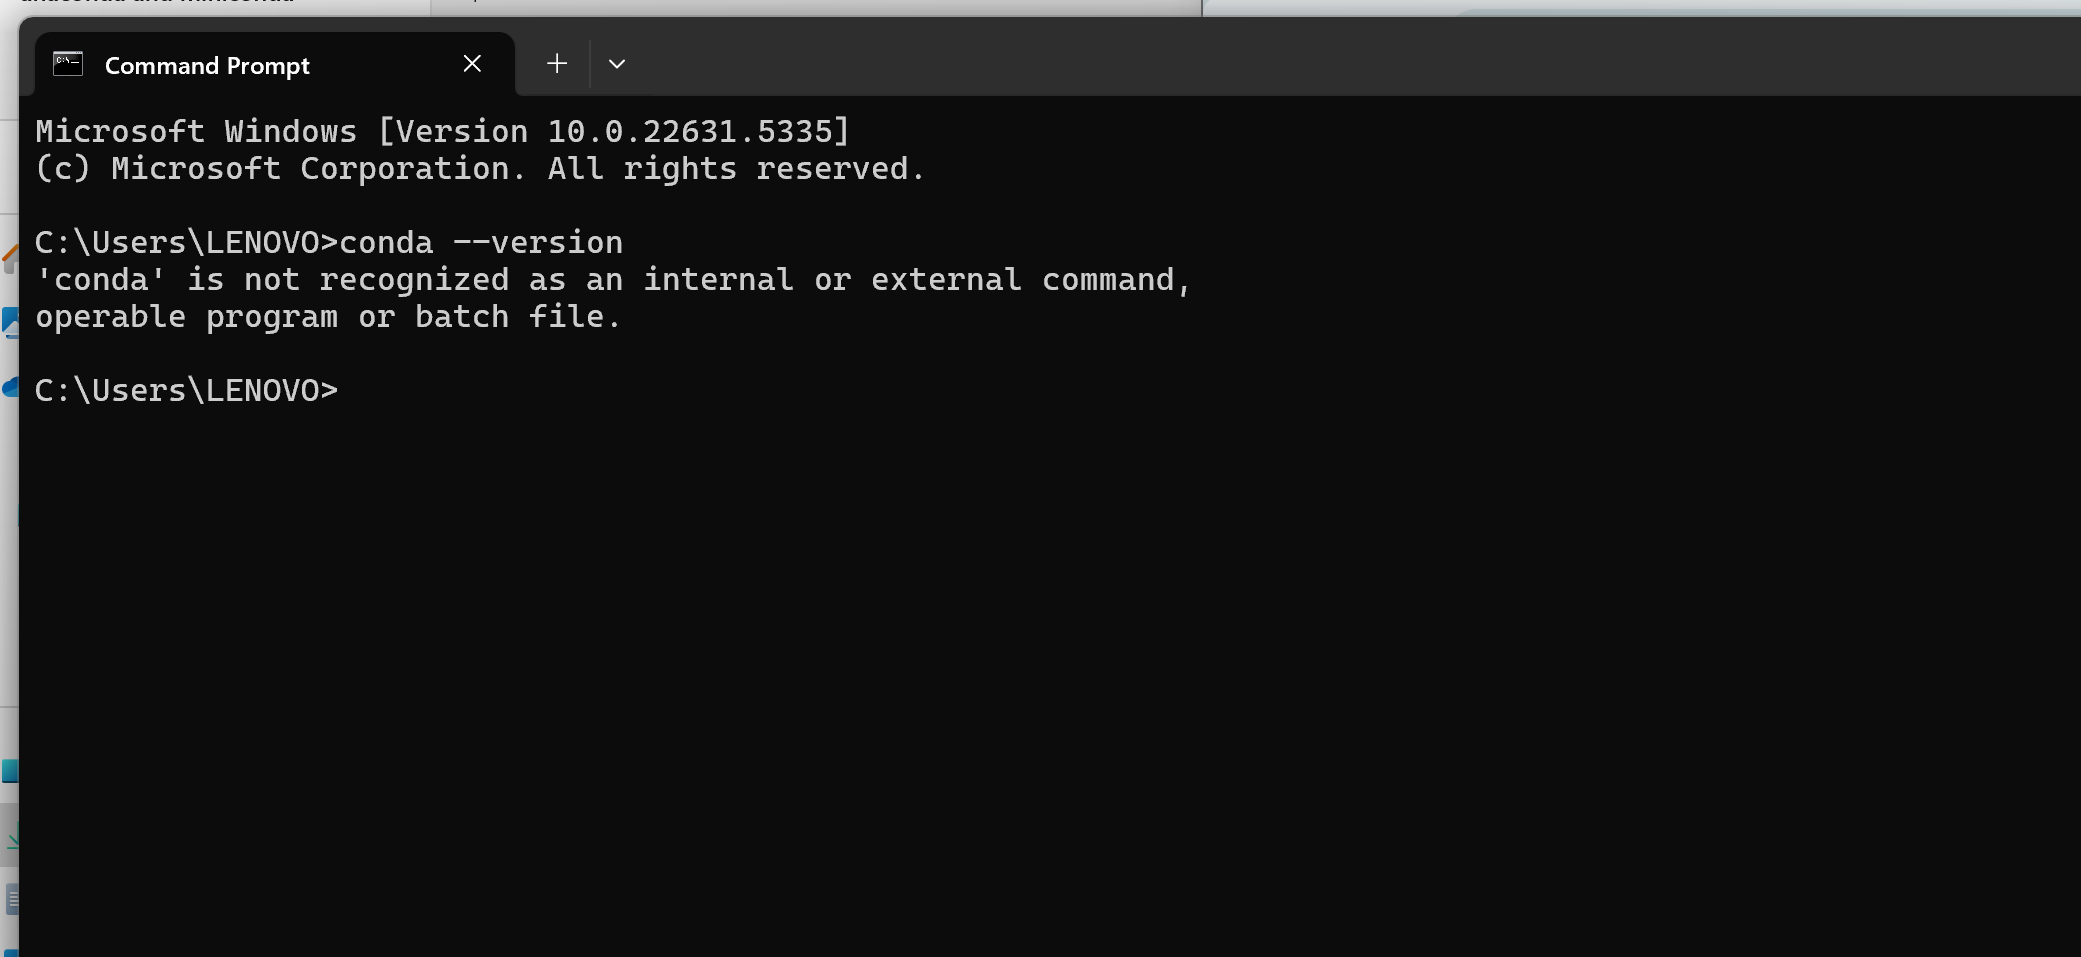 Command Prompt
Microsoft Windows [Version 10.0.22631.5335]
(c) Microsoft Corporation. All rights reserved.
C:\Users\LENOVO>conda --version
'conda' is not recognized as an internal or external command,
operable program or batch file.
C:\Users\LENOVO>